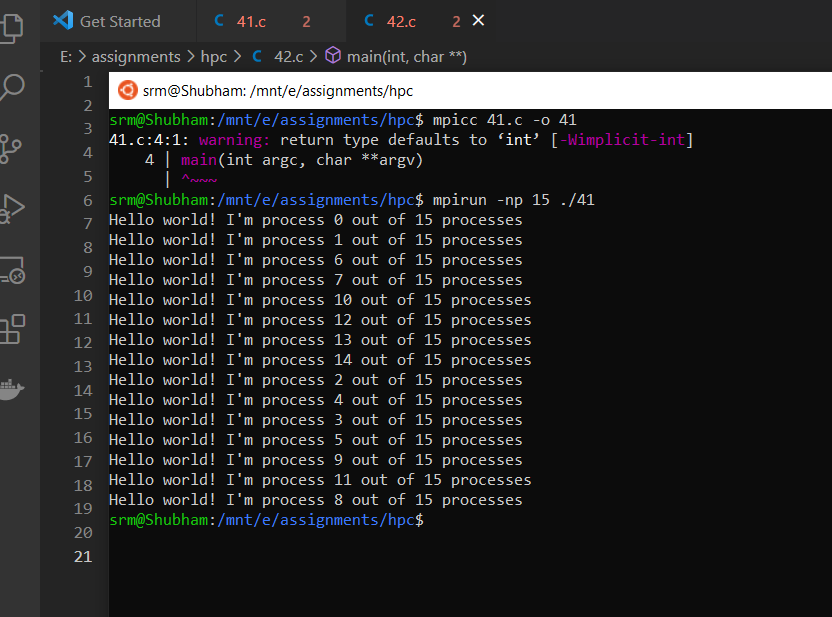 Get Started
41.c 2
42.c 2
E: > assignments > hpc > C 42.c > main(int, char **)
srm@Shubham: /mnt/e/assignments/hpc
srm@Shubham:/mnt/e/assignments/hpc$ mpicc 41.c -o 41
41.c:4:1: warning: return type defaults to ‘int’ [-Wimplicit-int]
4 | main(int argc, char **argv)
| ^~~~
srm@Shubham:/mnt/e/assignments/hpc$ mpirun -np 15 ./41
Hello world! I'm process 0 out of 15 processes
Hello world! I'm process 1 out of 15 processes
Hello world! I'm process 6 out of 15 processes
Hello world! I'm process 7 out of 15 processes
Hello world! I'm process 10 out of 15 processes
Hello world! I'm process 12 out of 15 processes
Hello world! I'm process 13 out of 15 processes
Hello world! I'm process 14 out of 15 processes
Hello world! I'm process 2 out of 15 processes
Hello world! I'm process 4 out of 15 processes
Hello world! I'm process 3 out of 15 processes
Hello world! I'm process 5 out of 15 processes
Hello world! I'm process 9 out of 15 processes
Hello world! I'm process 11 out of 15 processes
Hello world! I'm process 8 out of 15 processes
srm@Shubham:/mnt/e/assignments/hpc$
1
2
3
4
5
6
7
8
9
10
11
12
13
14
15
16
17
18
19
20
21